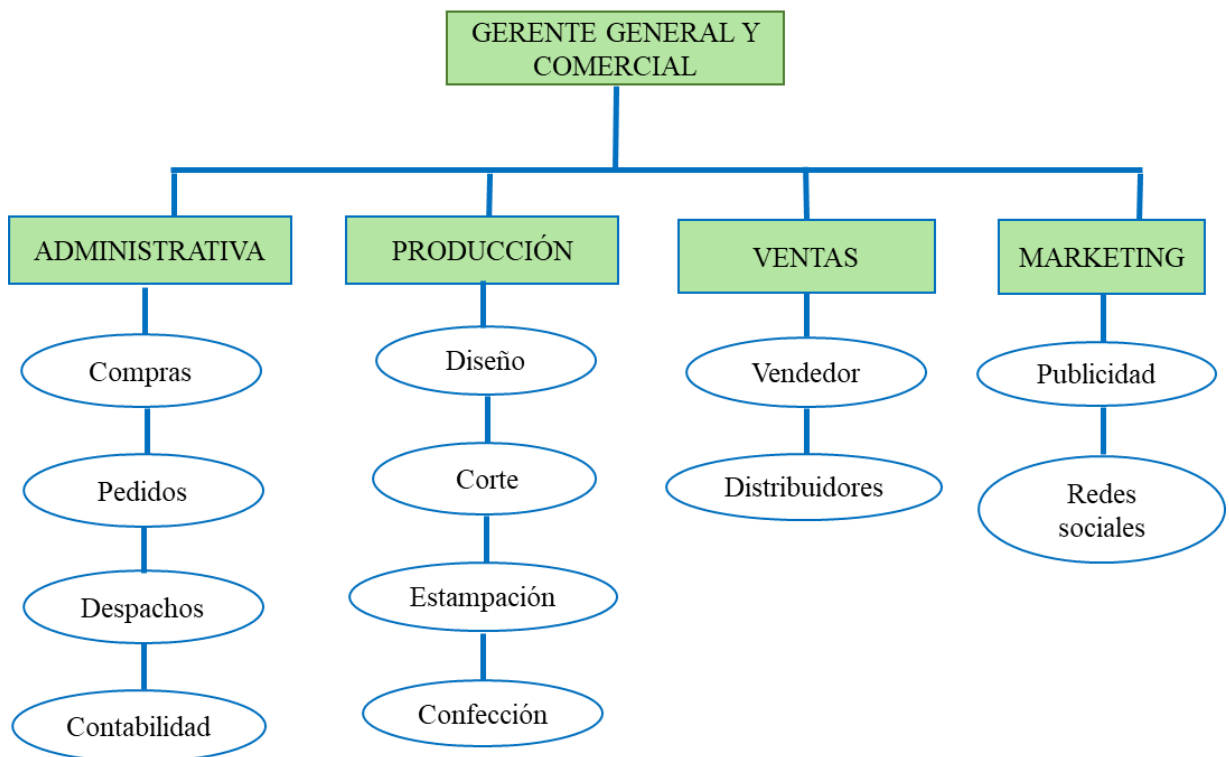 GERENTE GENERAL Y
COMERCIAL
ADMINISTRATIVA
PRODUCCIÓN
VENTAS
MARKETING
Compras
Diseño
Vendedor
Publicidad
Pedidos
Corte
Distribuidores
Redes
sociales
Despachos
Estampación
Contabilidad
Confección